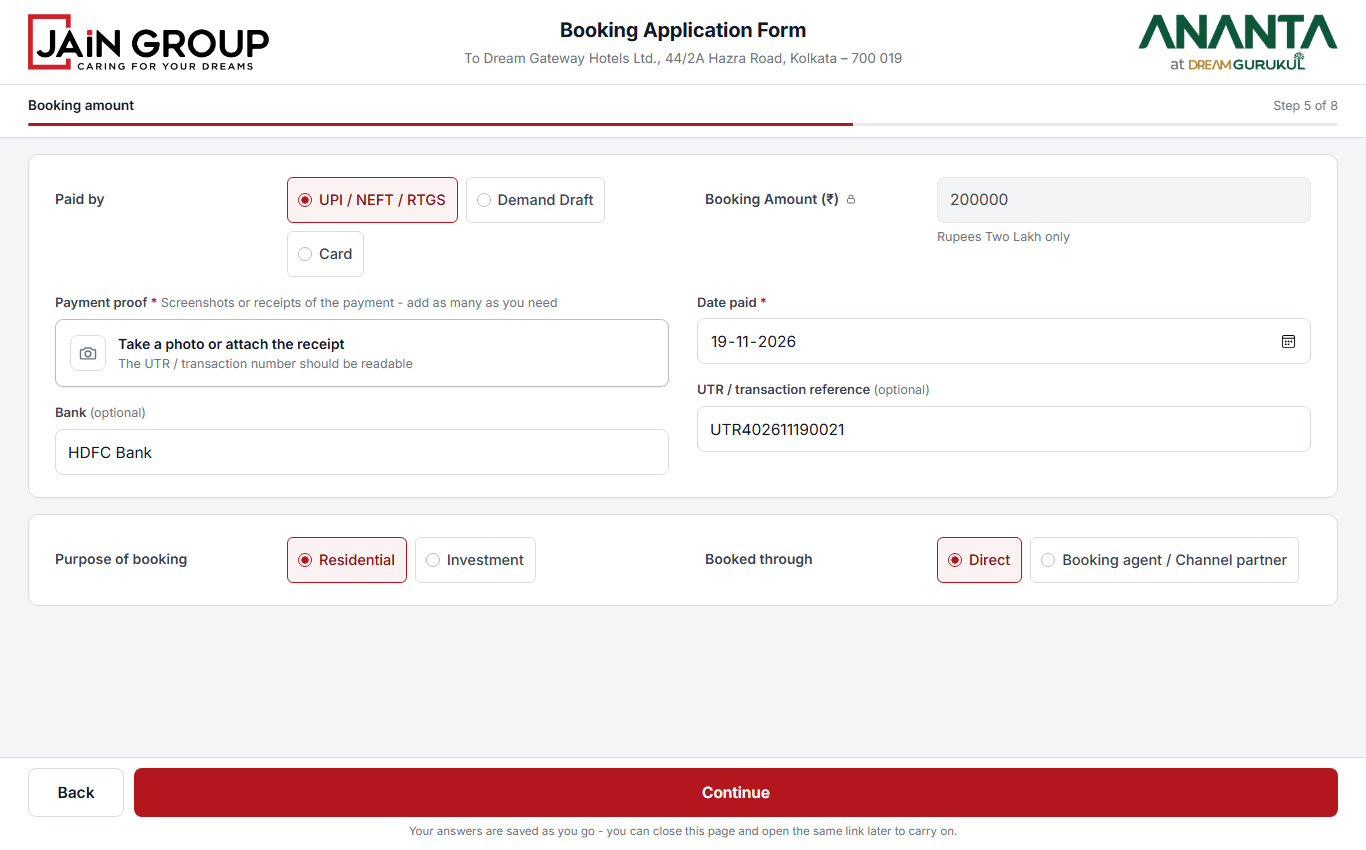 JAiN GROUP
CARING FOR YOUR DREAMS
Booking Application Form
To Dream Gateway Hotels Ltd., 44/2A Hazra Road, Kolkata – 700 019
ANANTA
at DREAM GURUKUL
Booking amount
Step 5 of 8
Paid by
UPI / NEFT / RTGS
Demand Draft
Card
Booking Amount (₹)
200000
Rupees Two Lakh only
Payment proof * Screenshots or receipts of the payment - add as many as you need
Take a photo or attach the receipt
The UTR / transaction number should be readable
Date paid *
19-11-2026
Bank (optional)
HDFC Bank
UTR / transaction reference (optional)
UTR402611190021
Purpose of booking
Residential
Investment
Booked through
Direct
Booking agent / Channel partner
Back
Continue
Your answers are saved as you go - you can close this page and open the same link later to carry on.